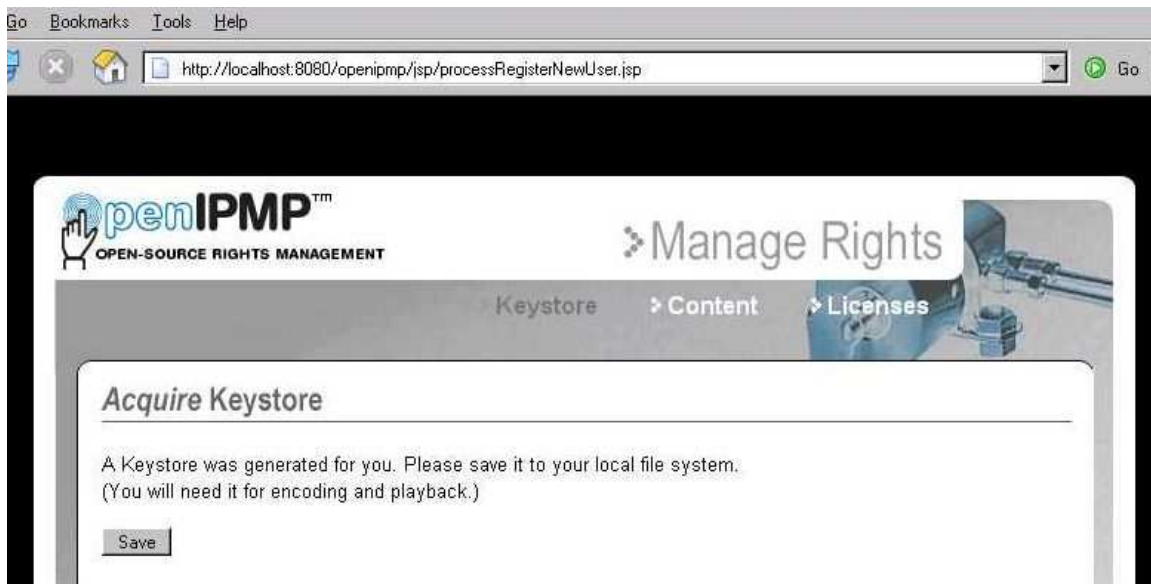 Go Bookmarks Tools Help
http://localhost:8080/openipmp/jsp/processRegisterNewUser.jsp Go
OpenIPMP™
OPEN-SOURCE RIGHTS MANAGEMENT
Manage Rights
Keystore Content Licenses
Acquire Keystore
A Keystore was generated for you. Please save it to your local file system.
(You will need it for encoding and playback.)
Save